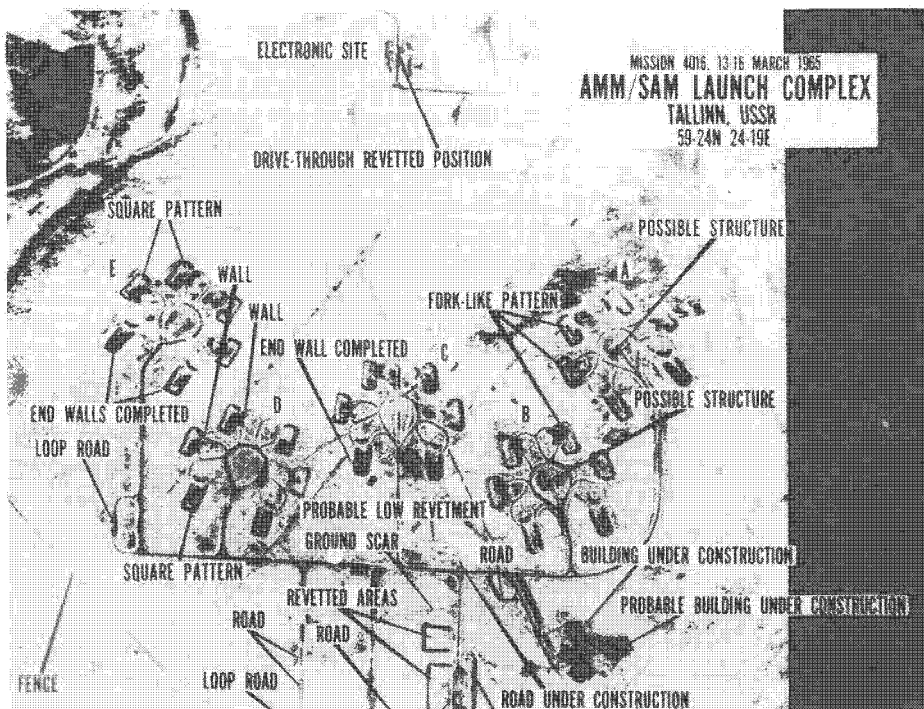 ELECTRONIC SITE
MISSION 4016, 13-16 MARCH 1965
AMM/SAM LAUNCH COMPLEX
TALLINN, USSR
59-24N 24-19E
DRIVE-THROUGH REVETTED POSITION
SQUARE PATTERN
POSSIBLE STRUCTURE
E
WALL
A
FORK-LIKE PATTERN
WALL
END WALL COMPLETED
C
POSSIBLE STRUCTURE
END WALLS COMPLETED
D
B
LOOP ROAD
PROBABLE LOW REVETMENT
GROUND SCAR
ROAD
BUILDING UNDER CONSTRUCTION
SQUARE PATTERN
REVETTED AREAS
PROBABLE BUILDING UNDER CONSTRUCTION
ROAD
ROAD
FENCE
LOOP ROAD
ROAD UNDER CONSTRUCTION